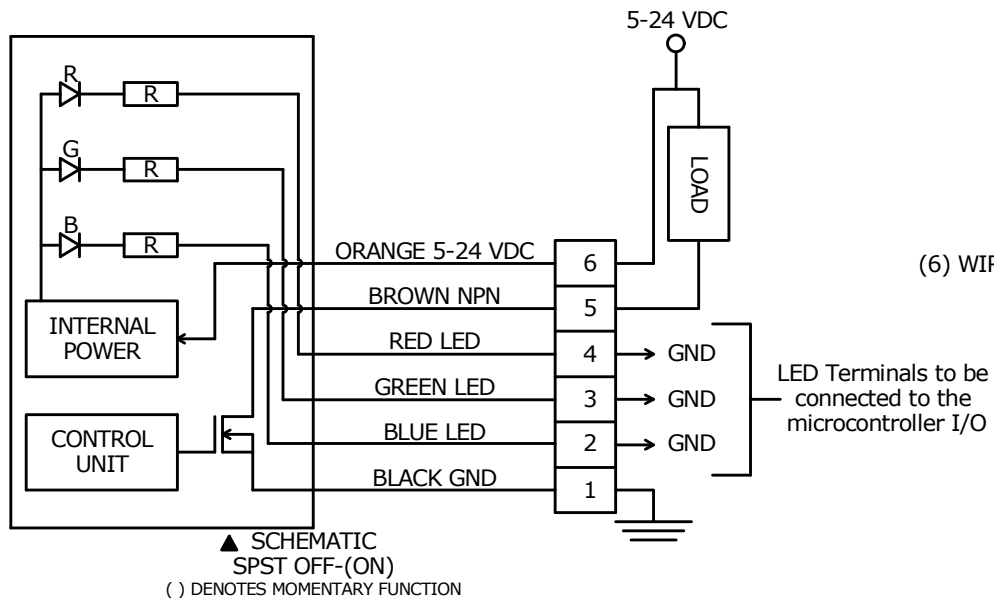 5-24 VDC
R
R
G
R
B
R
LOAD
ORANGE 5-24 VDC
6
BROWN NPN
5
RED LED
4
GND
GREEN LED
3
GND
BLUE LED
2
GND
BLACK GND
1
INTERNAL
POWER
CONTROL
UNIT
LED Terminals to be
connected to the
microcontroller I/O
(6)
▲ SCHEMATIC
SPST OFF-(ON)
( ) DENOTES MOMENTARY FUNCTION